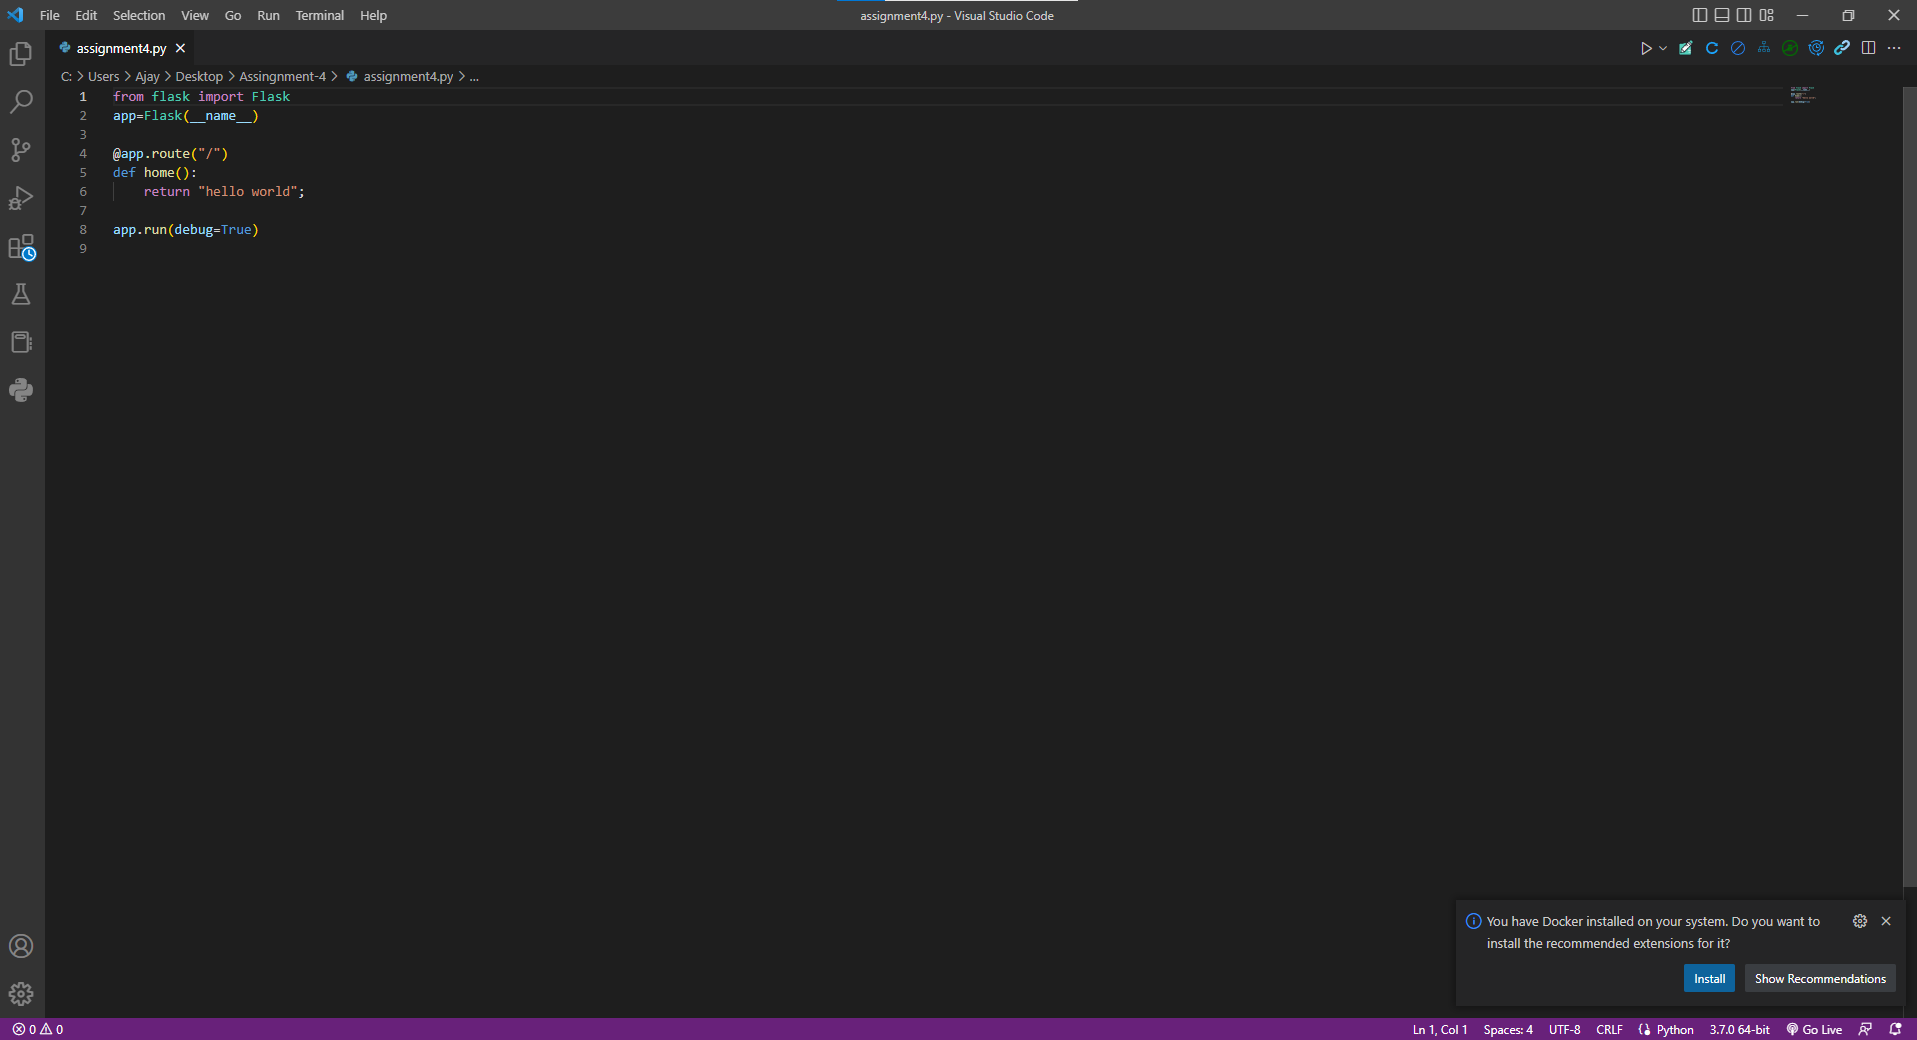 File Edit Selection View Go Run Terminal Help assignment4.py - Visual Studio Code
assignment4.py
C: > Users > Ajay > Desktop > Assingnment-4 > assignment4.py > ...
1 from flask import Flask
2 app=Flask(__name__)
3
4 @app.route("/")
5 def home():
6 return "hello world";
7
8 app.run(debug=True)
9
You have Docker installed on your system. Do you want to
install the recommended extensions for it?
Install Show Recommendations
0 0 Ln 1, Col 1 Spaces: 4 UTF-8 CRLF Python 3.7.0 64-bit Go Live